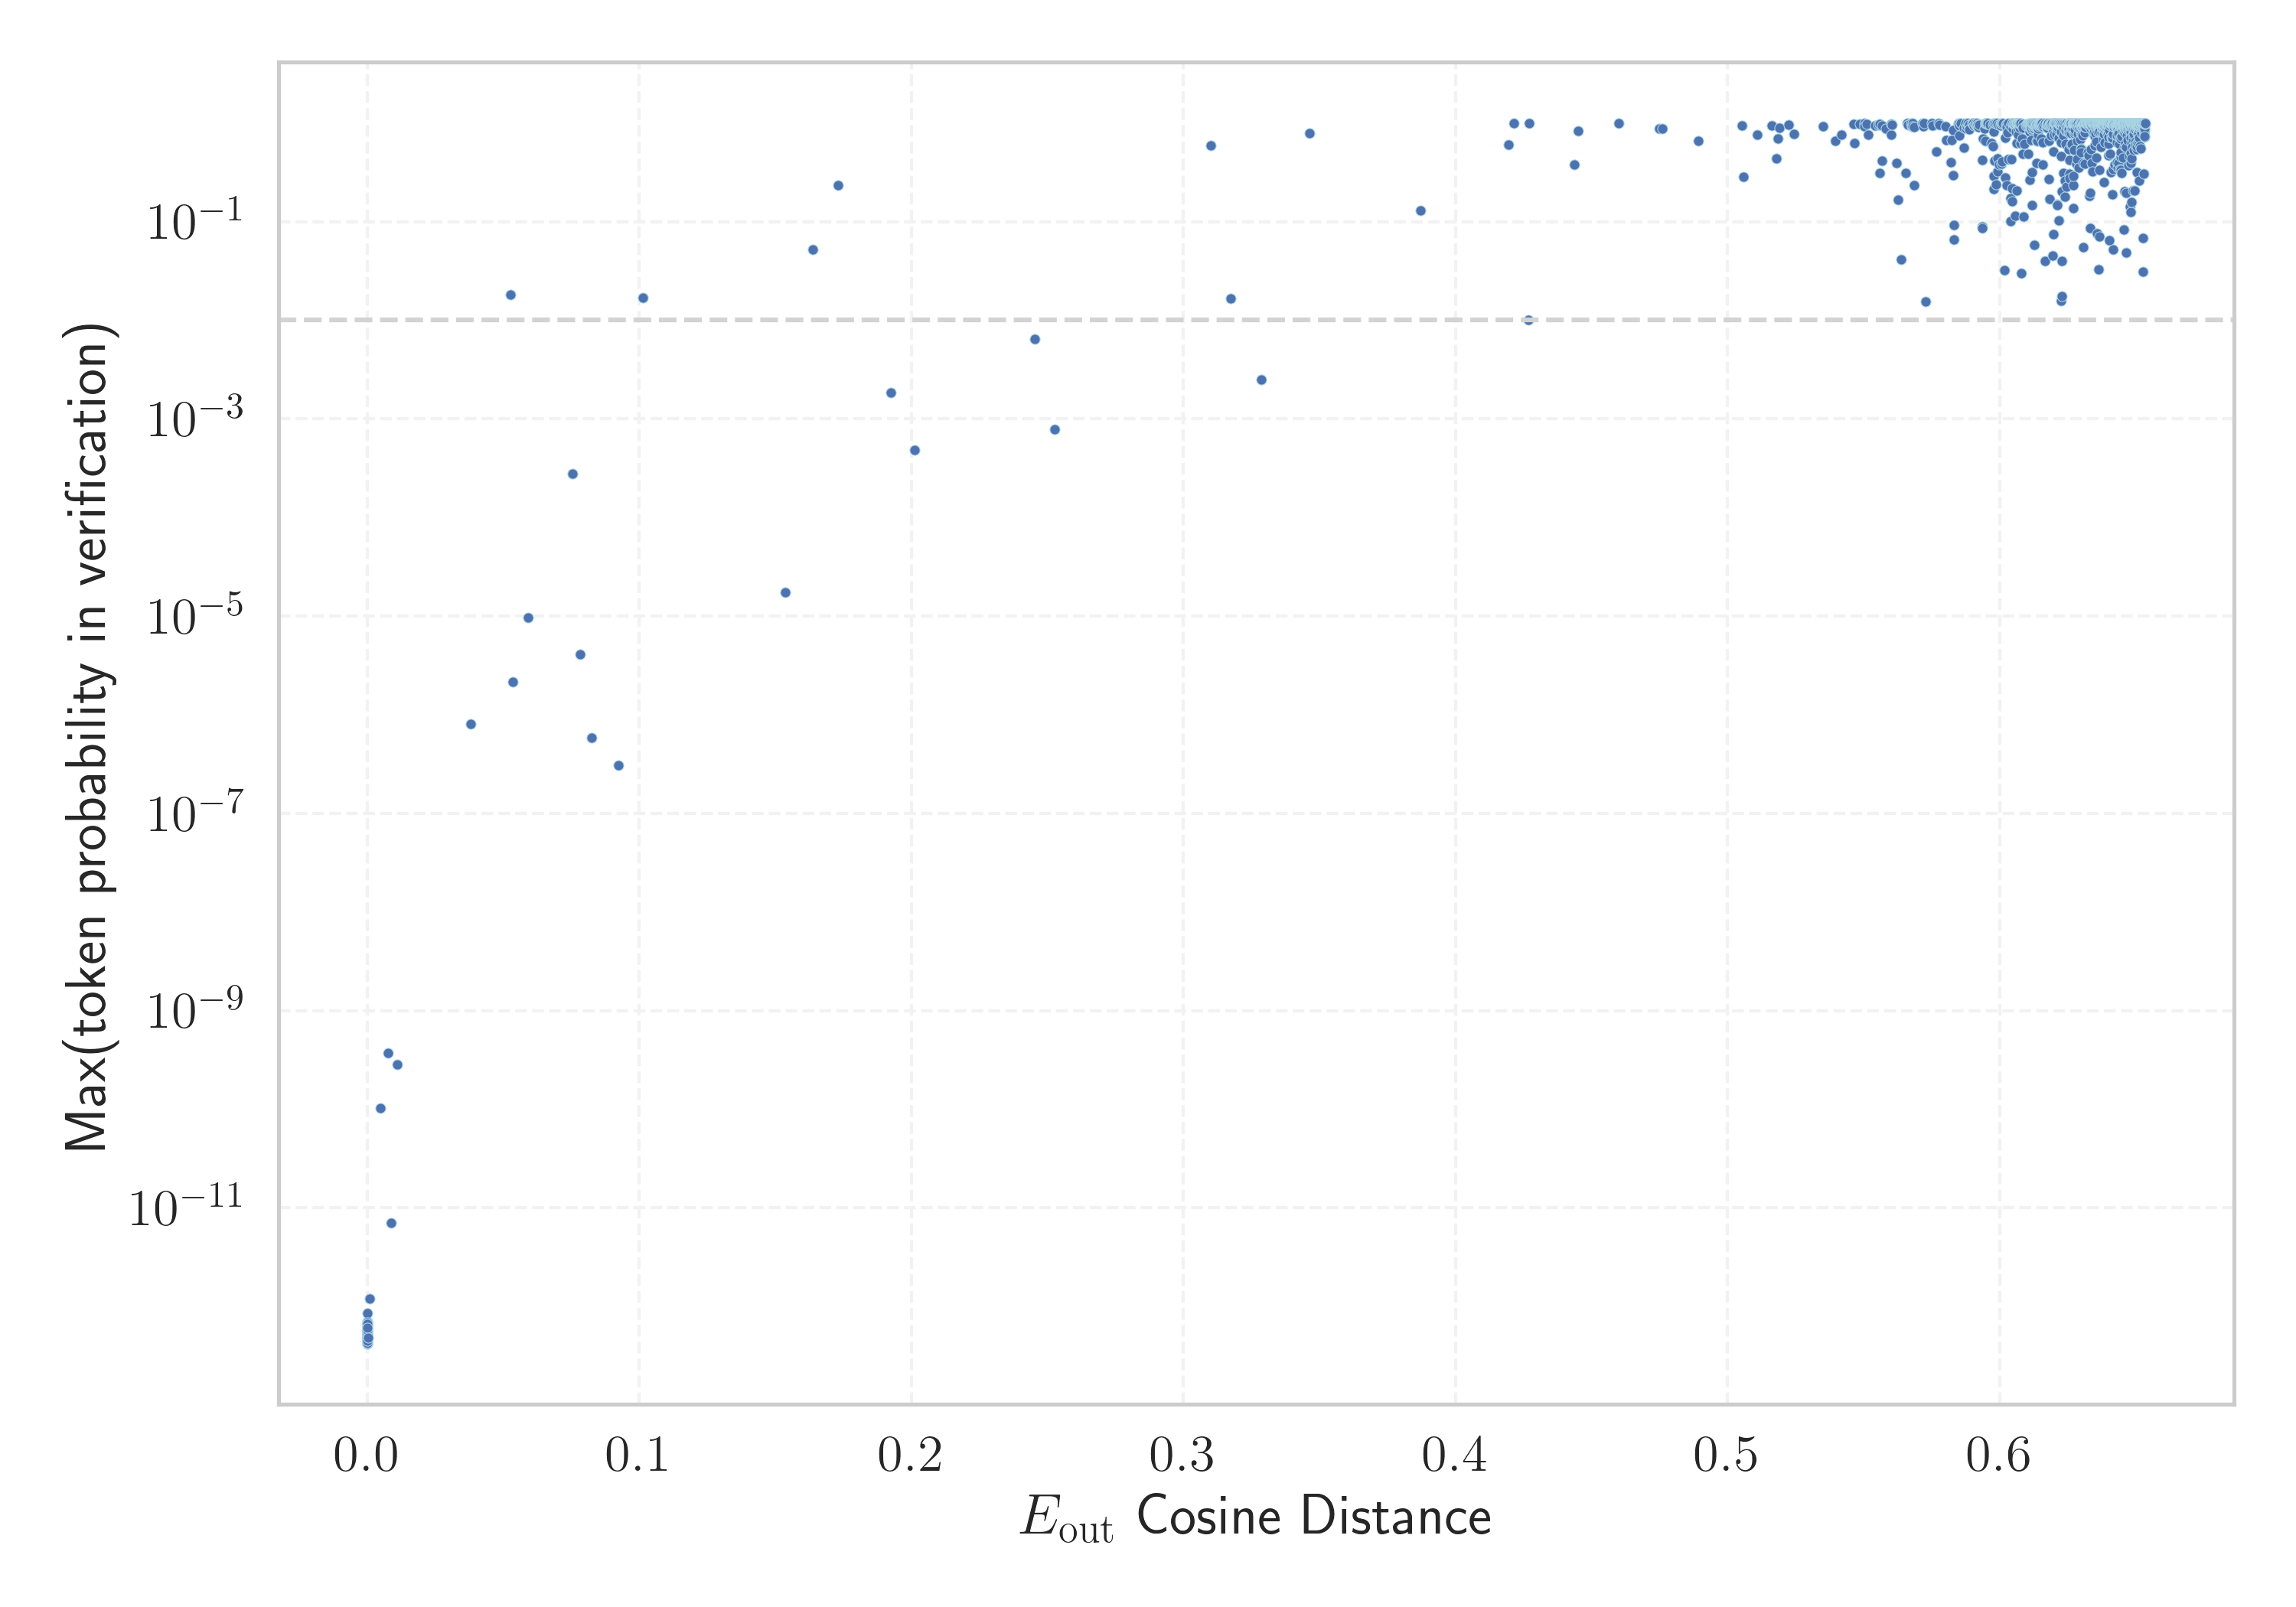 Max(token probability in verification)
10⁻¹
10⁻³
10⁻⁵
10⁻⁷
10⁻⁹
10⁻¹¹
0.0 0.1 0.2 0.3 0.4 0.5 0.6
E_out Cosine Distance